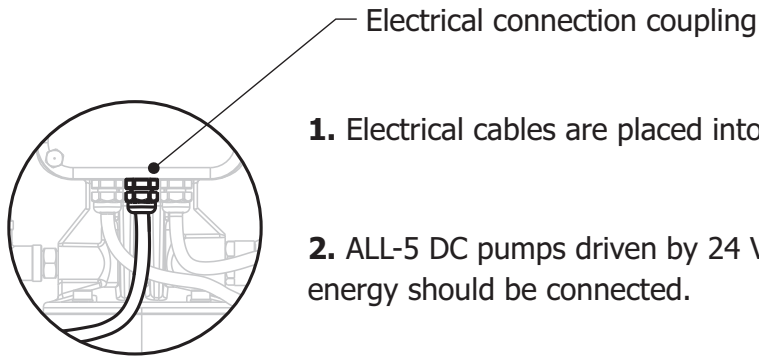 Electrical connection coupling
1. Electrical cables are placed into
2. ALL-5 DC pumps driven by 24 V
energy should be connected.